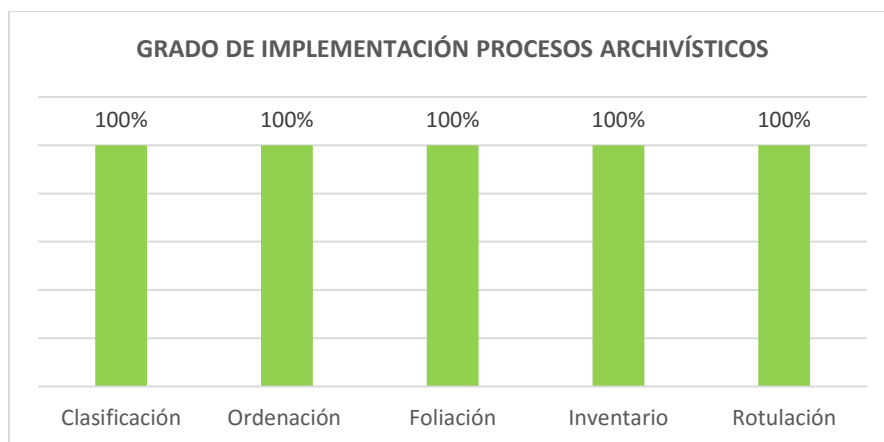 GRADO DE IMPLEMENTACIÓN PROCESOS ARCHIVÍSTICOS
100% 100% 100% 100% 100%
Clasificación Ordenación Foliación Inventario Rotulación